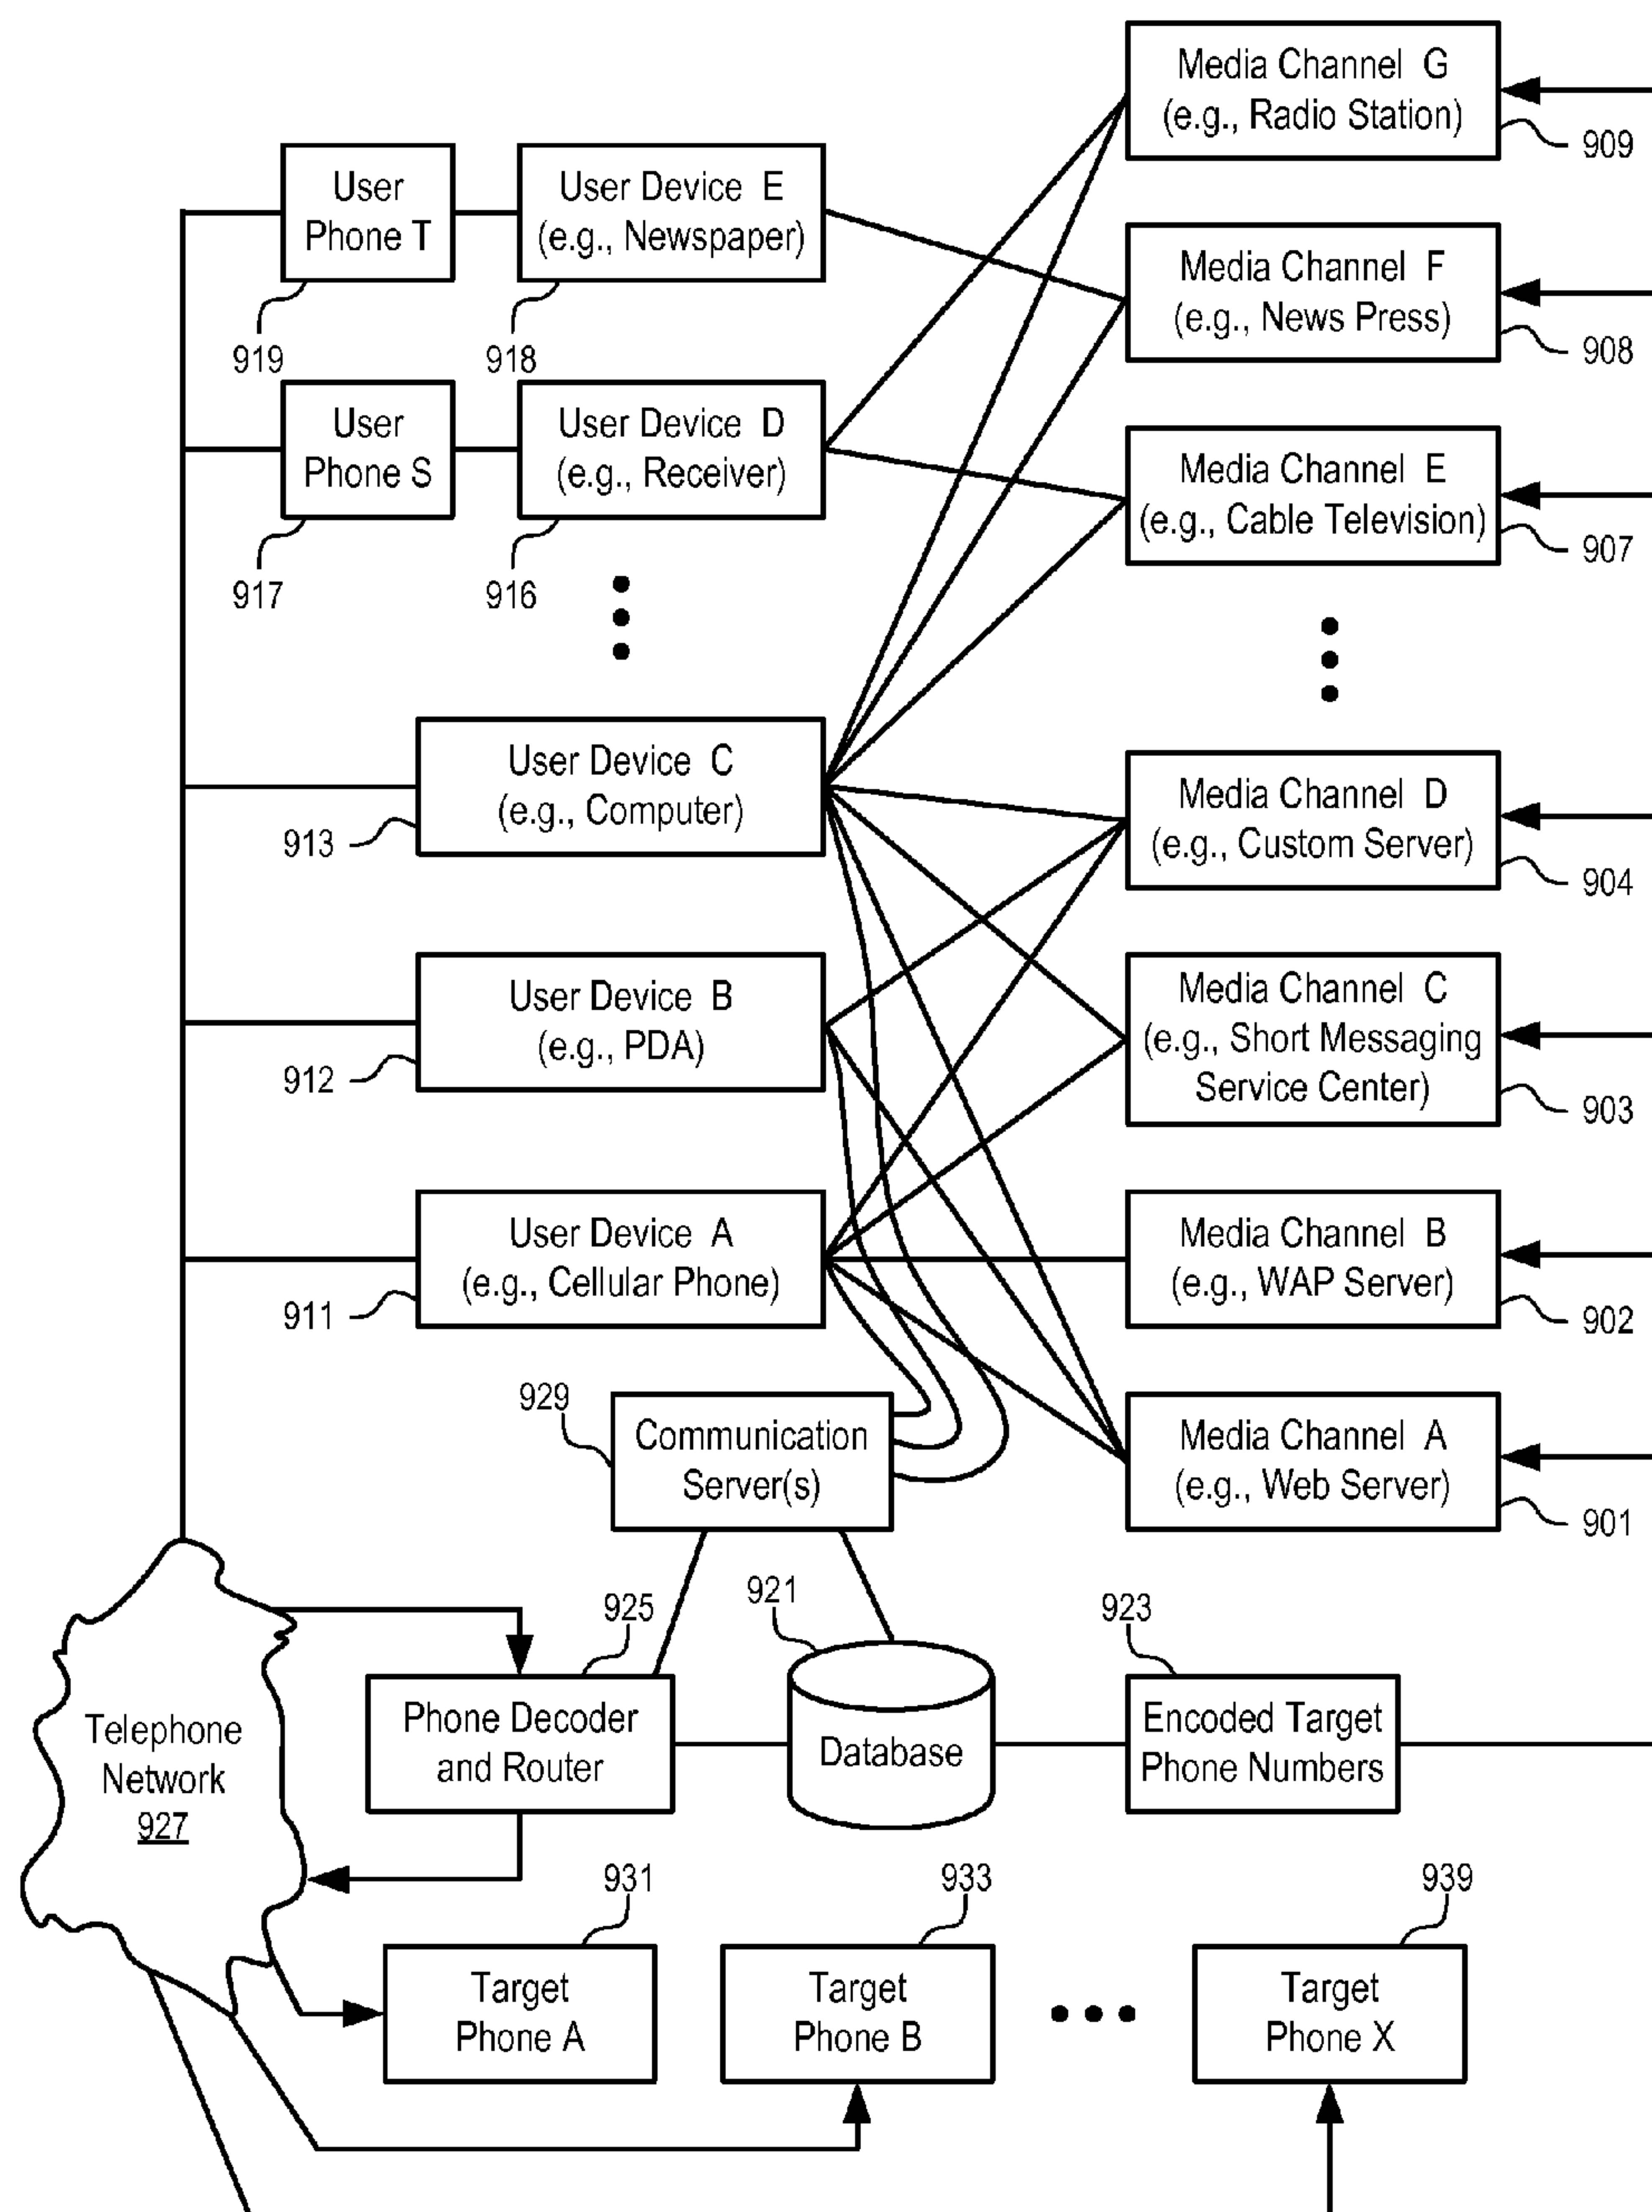 Media Channel G
(e.g., Radio Station)
909
User
Phone T
919
User Device E
(e.g., Newspaper)
918
Media Channel F
(e.g., News Press)
908
User
Phone S
917
User Device D
(e.g., Receiver)
916
Media Channel E
(e.g., Cable Television)
907
User Device C
(e.g., Computer)
913
Media Channel D
(e.g., Custom Server)
904
User Device B
(e.g., PDA)
912
Media Channel C
(e.g., Short Messaging
Service Center)
903
User Device A
(e.g., Cellular Phone)
911
Media Channel B
(e.g., WAP Server)
902
929
Communication
Server(s)
Media Channel A
(e.g., Web Server)
901
925
Phone Decoder
and Router
921
Database
923
Encoded Target
Phone Numbers
Telephone
Network
927
931
Target
Phone A
933
Target
Phone B
939
Target
Phone X